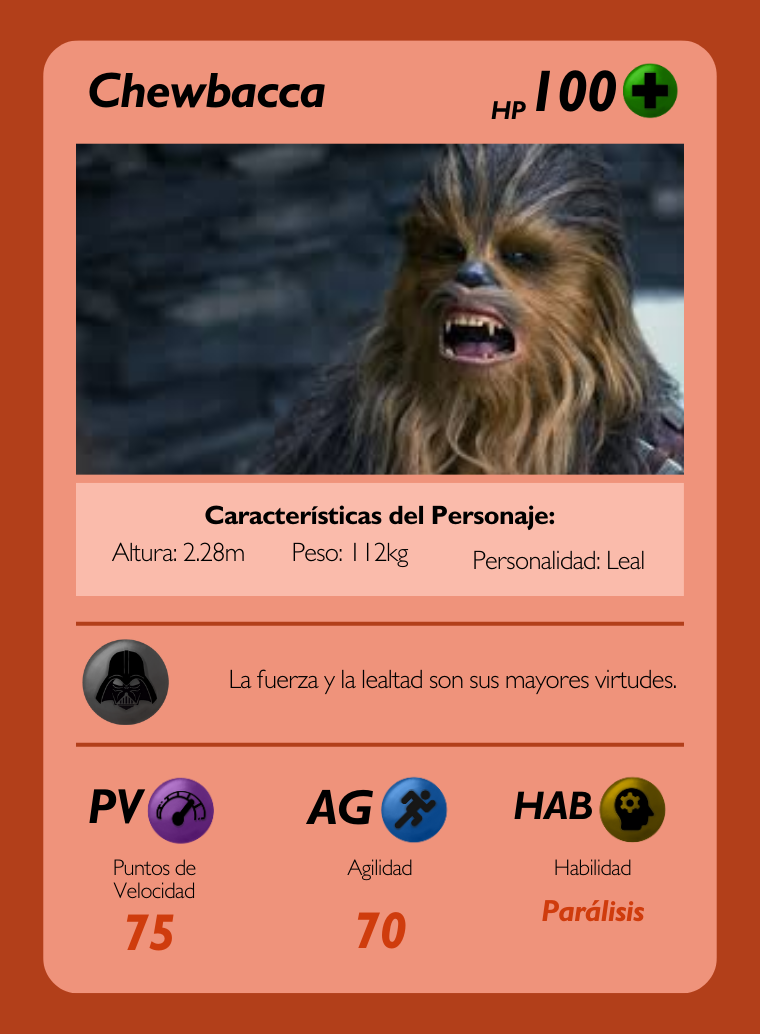 Chewbacca
HP 100
Características del Personaje:
Altura: 2.28m Peso: 112kg Personalidad: Leal
La fuerza y la lealtad son sus mayores virtudes.
PV AG HAB
Puntos de Velocidad
Agilidad
Habilidad
75
70
Parálisis